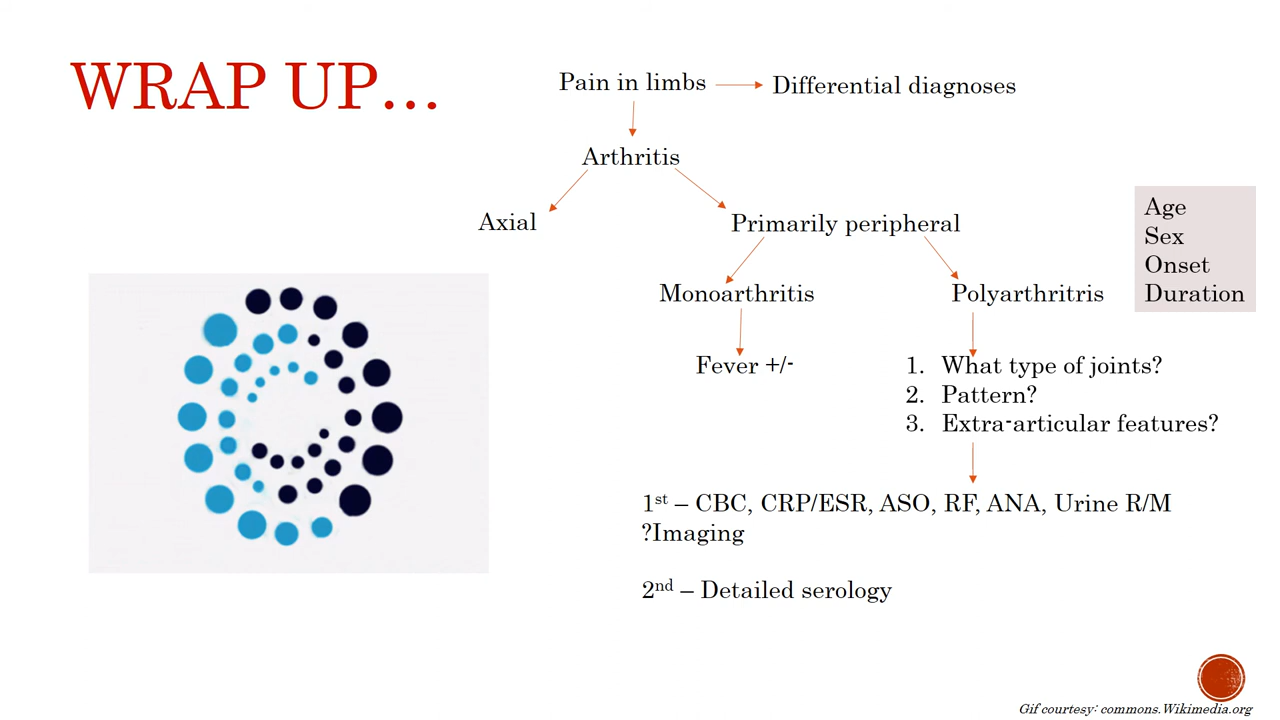 WRAP UP...
Pain in limbs
Differential diagnoses
Arthritis
Axial
Primarily peripheral
Age
Sex
Onset
Duration
Monoarthritis
Polyarthritris
Fever +/-
1. What type of joints?
2. Pattern?
3. Extra-articular features?
1st – CBC, CRP/ESR, ASO, RF, ANA, Urine R/M
?Imaging
2nd – Detailed serology
Gif courtesy: commons.Wikimedia.org